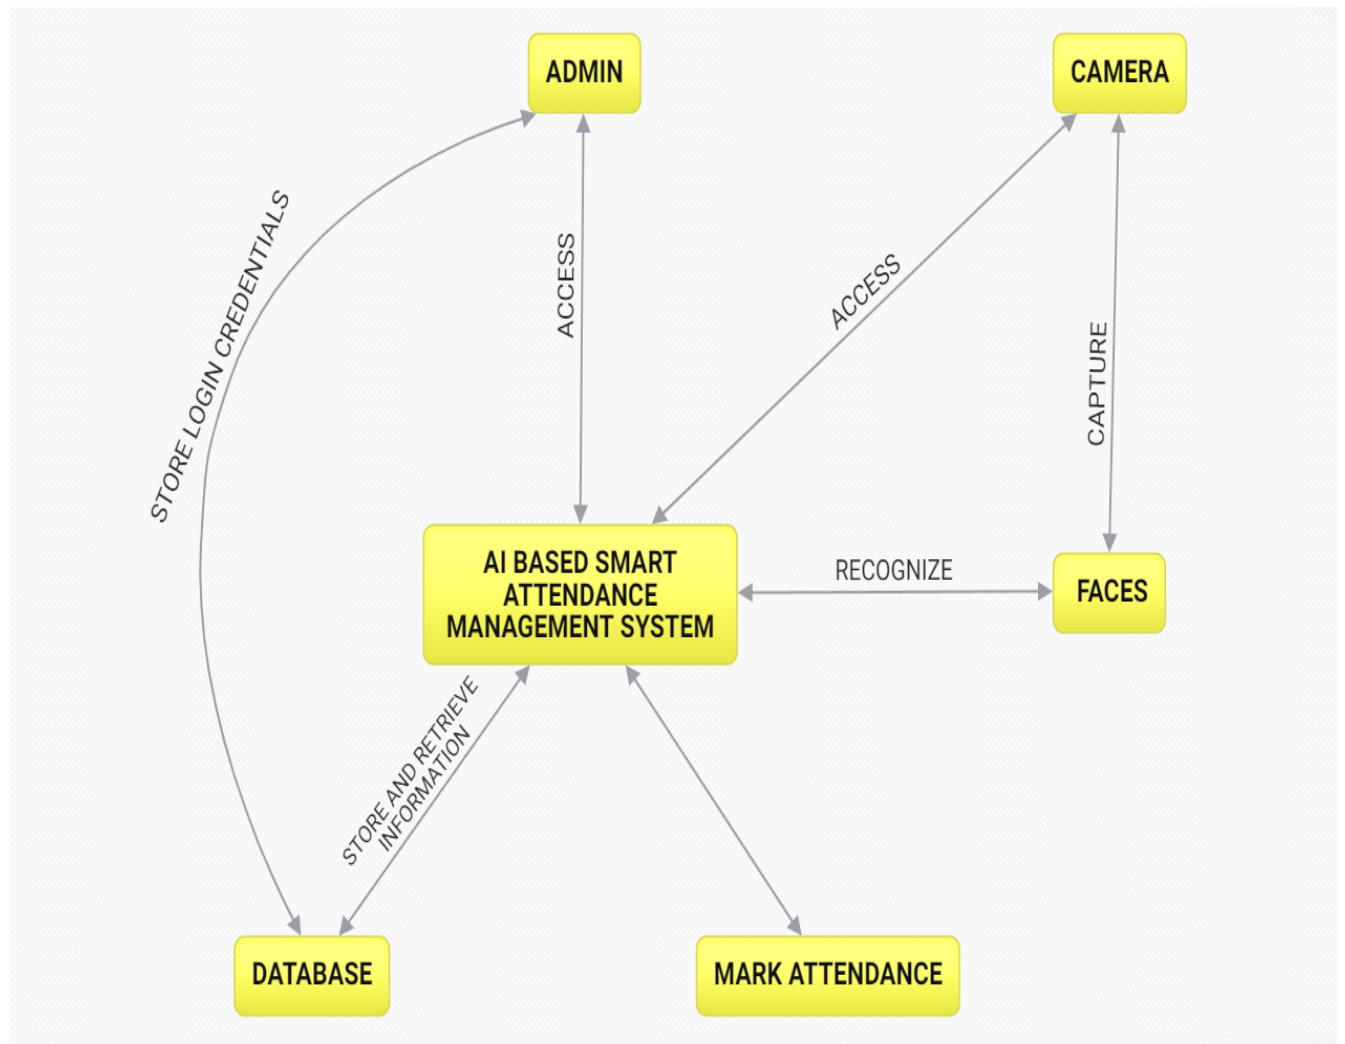 ADMIN
CAMERA
STORE LOGIN CREDENTIALS
ACCESS
ACCESS
CAPTURE
AI BASED SMART
ATTENDANCE
MANAGEMENT SYSTEM
RECOGNIZE
FACES
STORE AND RETRIEVE
INFORMATION
DATABASE
MARK ATTENDANCE